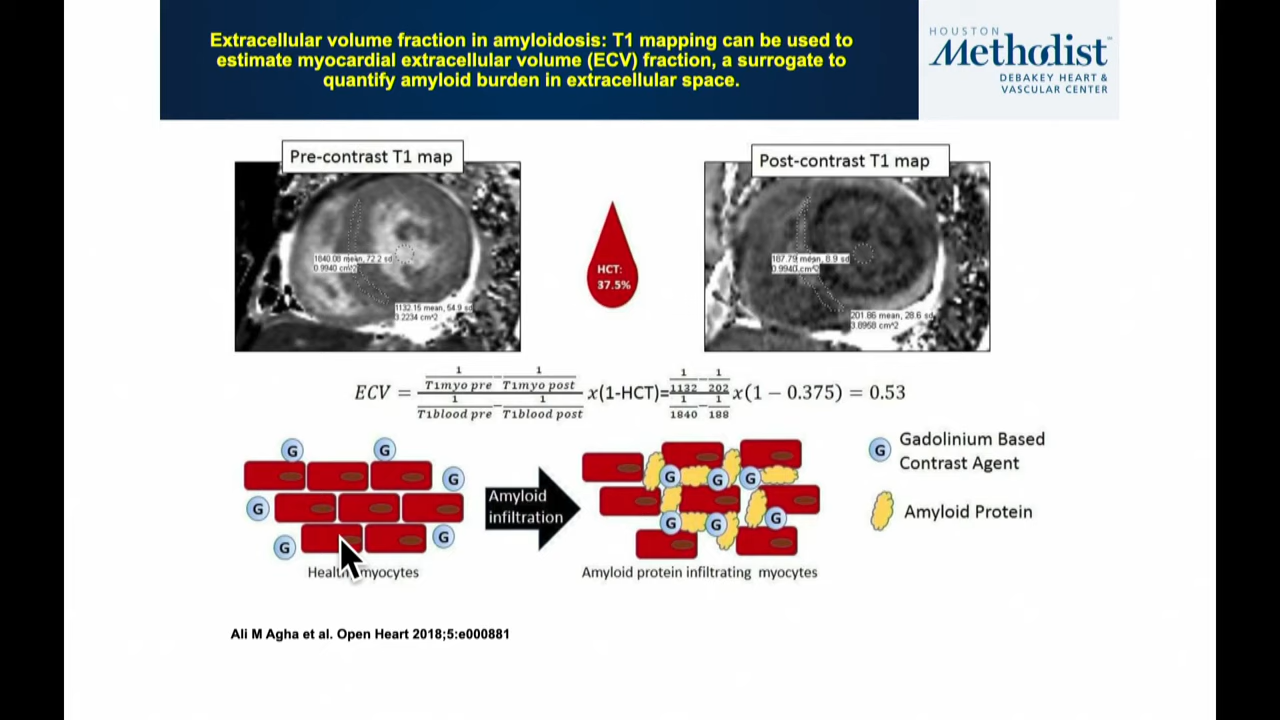 Extracellular volume fraction in amyloidosis: T1 mapping can be used to
estimate myocardial extracellular volume (ECV) fraction, a surrogate to
quantify amyloid burden in extracellular space.
HOUSTON
Methodist
DEBAKEY HEART &
VASCULAR CENTER
Pre-contrast T1 map
Post-contrast T1 map
1840.08 mean, 72.2 sd
0.9940 cm^2
1132.15 mean, 54.9 sd
3.2234 cm^2
HCT:
37.5%
187.79 mean, 8.9 sd
0.9940 cm^2
201.86 mean, 28.6 sd
3.8958 cm^2
ECV = (1/T1myo pre − 1/T1myo post)/(1/T1blood pre − 1/T1blood post) x(1-HCT)= (1/1132 − 1/202)/(1/1840 − 1/188) x(1 − 0.375) = 0.53
G G G G G G
Amyloid
infiltration
G G G G G G
G Gadolinium Based
Contrast Agent
Amyloid Protein
myocytes
Amyloid protein infiltrating myocytes
Ali M Agha et al. Open Heart 2018;5:e000881